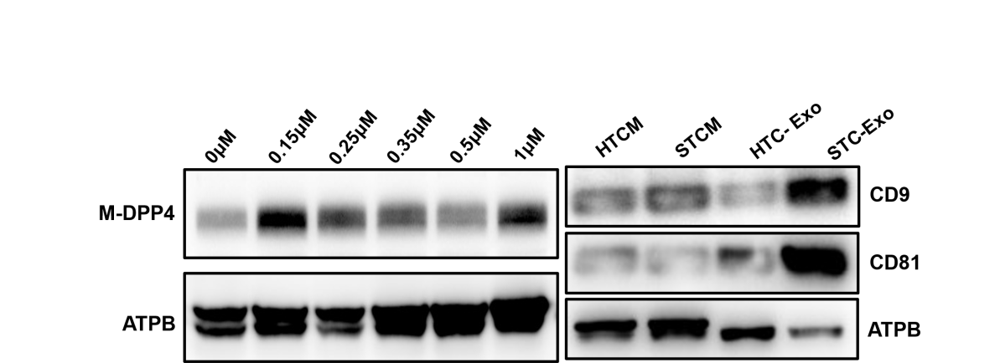 0μM 0.15μM 0.25μM 0.35μM 0.5μM 1μM
HTCM STCM HTC- Exo STC-Exo
M-DPP4
ATPB
CD9
CD81
ATPB